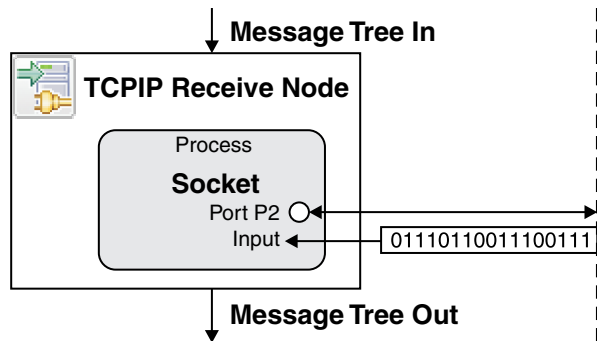 Message Tree In
TCPIP Receive Node
Process
Socket
Port P2
Input
01110110011100111
Message Tree Out